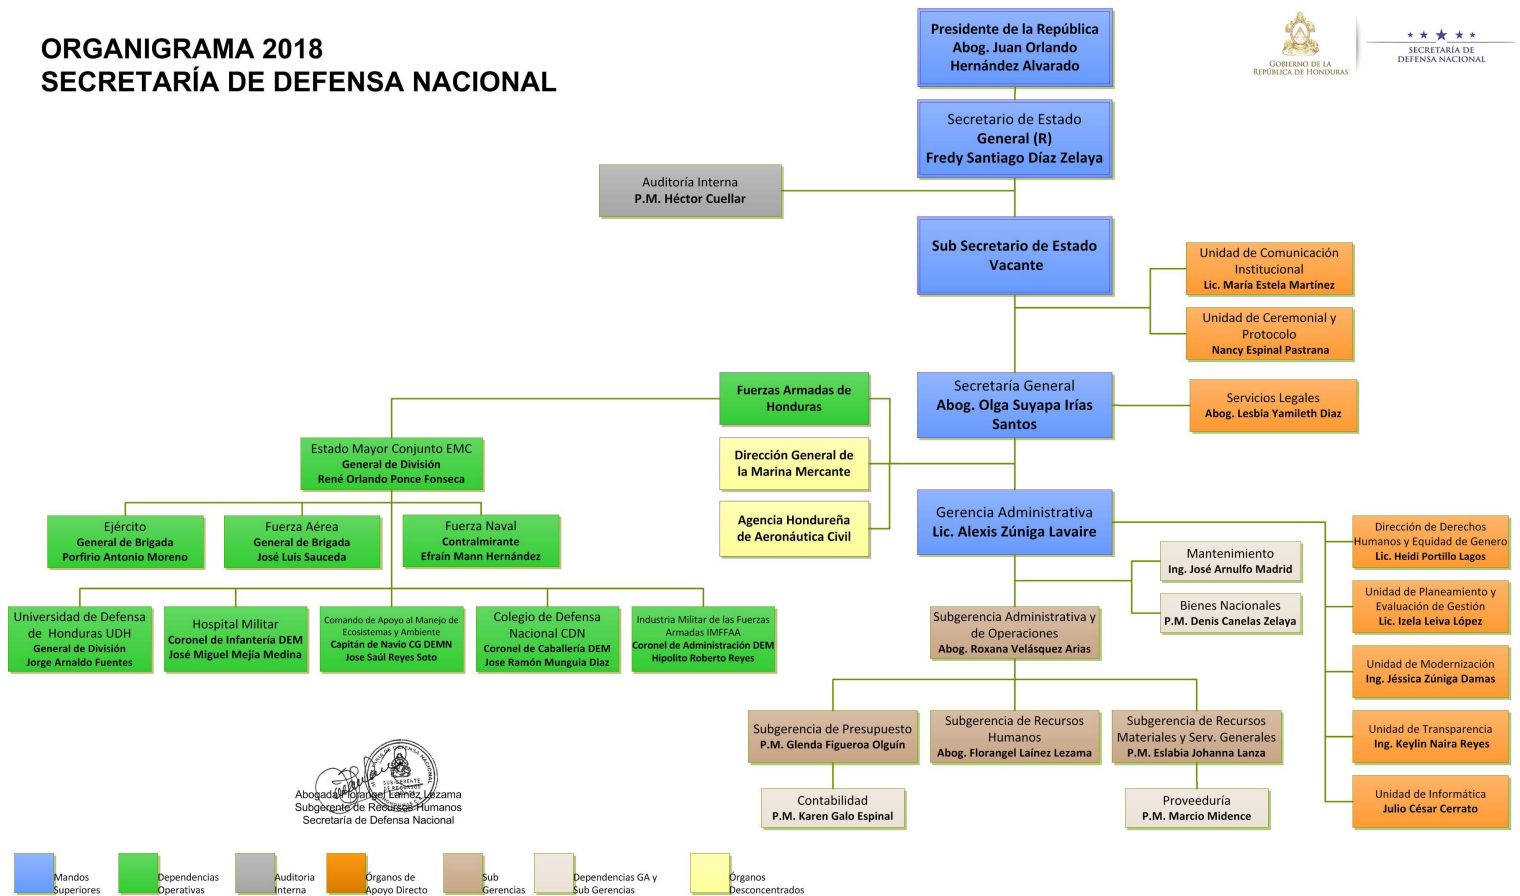 ORGANIGRAMA 2018
SECRETARÍA DE DEFENSA NACIONAL
Presidente de la República
Abog. Juan Orlando
Hernández Alvarado
GOBIERNO DE LA
REPÚBLICA DE HONDURAS
SECRETARÍA DE
DEFENSA NACIONAL
Secretario de Estado
General (R)
Fredy Santiago Díaz Zelaya
Auditoría Interna
P.M. Héctor Cuellar
Sub Secretario de Estado
Vacante
Unidad de Comunicación
Institucional
Lic. María Estela Martínez
Unidad de Ceremonial y
Protocolo
Nancy Espinal Pastrana
Fuerzas Armadas de
Honduras
Secretaría General
Abog. Olga Suyapa Irías
Santos
Servicios Legales
Abog. Lesbia Yamileth Diaz
Estado Mayor Conjunto EMC
General de División
René Orlando Ponce Fonseca
Dirección General de
la Marina Mercante
Agencia Hondureña
de Aeronáutica Civil
Gerencia Administrativa
Lic. Alexis Zúniga Lavaire
Ejército
General de Brigada
Porfirio Antonio Moreno
Fuerza Aérea
General de Brigada
José Luis Sauceda
Fuerza Naval
Contralmirante
Efraín Mann Hernández
Dirección de Derechos
Humanos y Equidad de Genero
Lic. Heidi Portillo Lagos
Mantenimiento
Ing. José Arnulfo Madrid
Bienes Nacionales
P.M. Denis Canelas Zelaya
Unidad de Planeamiento y
Evaluación de Gestión
Lic. Izela Leiva López
Universidad de Defensa
de Honduras UDH
General de División
Jorge Arnaldo Fuentes
Hospital Militar
Coronel de Infantería DEM
José Miguel Mejía Medina
Comando de Apoyo al Manejo de
Ecosistemas y Ambiente
Capitán de Navio CG DEMN
Jose Saúl Reyes Soto
Colegio de Defensa
Nacional CDN
Coronel de Caballería DEM
Jose Ramón Munguia Diaz
Industria Militar de las Fuerzas
Armadas IMFFAA
Coronel de Administración DEM
Hipolito Roberto Reyes
Subgerencia Administrativa y
de Operaciones
Abog. Roxana Velásquez Arias
Unidad de Modernización
Ing. Jéssica Zúniga Damas
Subgerencia de Presupuesto
P.M. Glenda Figueroa Olguín
Subgerencia de Recursos
Humanos
Abog. Florangel Laínez Lezama
Subgerencia de Recursos
Materiales y Serv. Generales
P.M. Eslabia Johanna Lanza
Unidad de Transparencia
Ing. Keylin Naira Reyes
Contabilidad
P.M. Karen Galo Espinal
Proveeduría
P.M. Marcio Midence
Unidad de Informática
Julio César Cerrato
SUB-GERENTE
DE RECURSOS
Abogada Florangel Laínez Lezama
Subgerente de Recursos Humanos
Secretaría de Defensa Nacional
Mandos
Superiores
Dependencias
Operativas
Auditoria
Interna
Órganos de
Apoyo Directo
Sub
Gerencias
Dependencias GA y
Sub Gerencias
Órganos
Desconcentrados